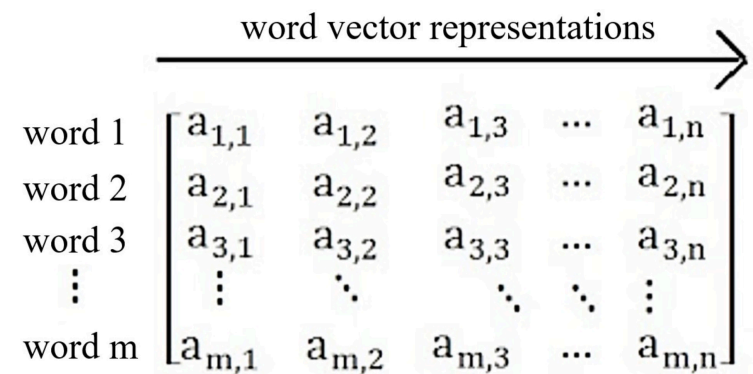 word vector representations
word 1 a1,1 a1,2 a1,3 ... a1,n
word 2 a2,1 a2,2 a2,3 ... a2,n
word 3 a3,1 a3,2 a3,3 ... a3,n
⋮ ⋮ ⋱ ⋱ ⋱ ⋮
word m am,1 am,2 am,3 ... am,n